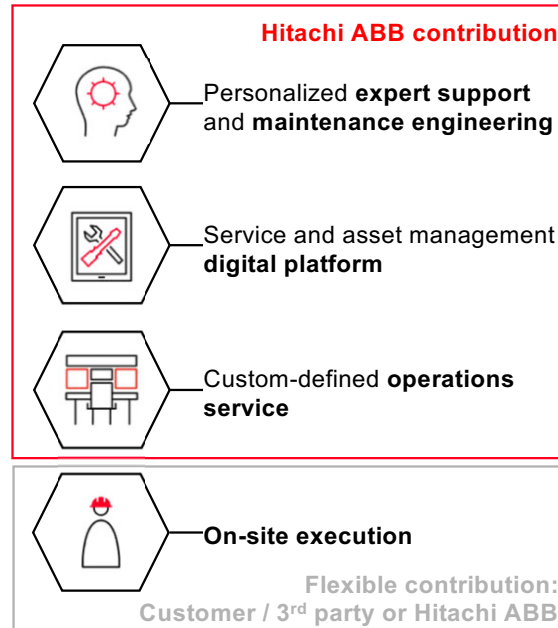 Hitachi ABB contribution
Personalized expert support
and maintenance engineering
Service and asset management
digital platform
Custom-defined operations
service
On-site execution
Flexible contribution:
Customer / 3rd party or Hitachi ABB